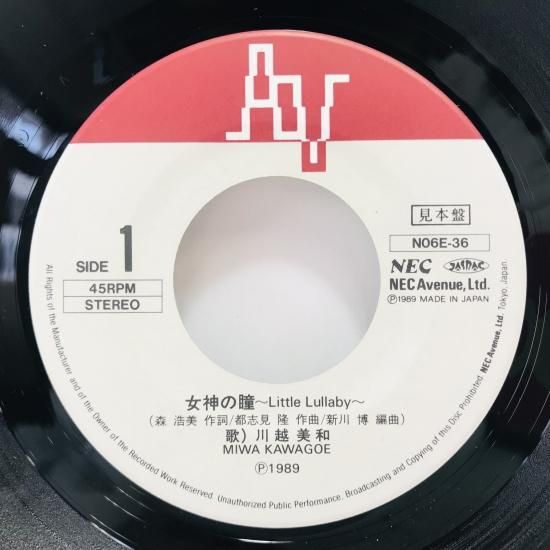 AV
見本盤
N06E-36
SIDE 1
NEC JASRAC
45RPM
NEC Avenue, Ltd.
STEREO
Ⓟ1989 MADE IN JAPAN
女神の瞳〜Little Lullaby〜
(森 浩美 作詞/都志見 隆 作曲/新川 博 編曲)
歌) 川越美和
MIWA KAWAGOE
Ⓟ1989
All Rights of the Manufacturer and of the Owner of the Recorded Work Reserved. Unauthorized Public Performance, Broadcasting and Copying of this Disc Prohibited. NEC Avenue, Ltd. Tokyo, Japan.